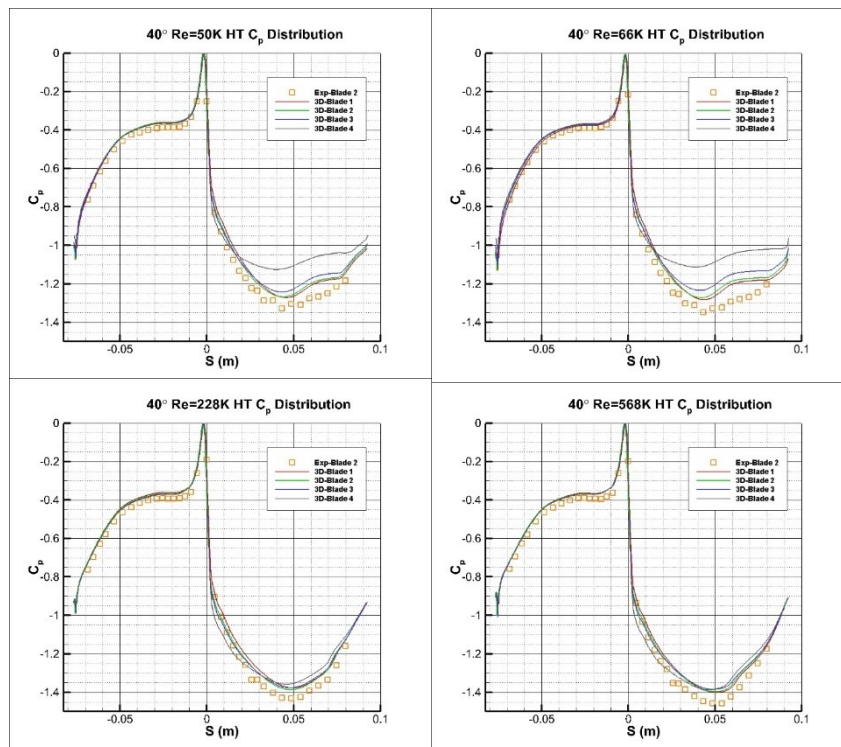 40° Re=50K HT Cp Distribution
0
-0.2
-0.4
-0.6
-0.8
-1
-1.2
-1.4
Cp
Exp-Blade 2
3D-Blade 1
3D-Blade 2
3D-Blade 3
3D-Blade 4
-0.05
0
0.05
0.1
S (m)
40° Re=66K HT Cp Distribution
0
-0.2
-0.4
-0.6
-0.8
-1
-1.2
-1.4
Cp
Exp-Blade 2
3D-Blade 1
3D-Blade 2
3D-Blade 3
3D-Blade 4
-0.05
0
0.05
0.1
S (m)
40° Re=228K HT Cp Distribution
0
-0.2
-0.4
-0.6
-0.8
-1
-1.2
-1.4
Cp
Exp-Blade 2
3D-Blade 1
3D-Blade 2
3D-Blade 3
3D-Blade 4
-0.05
0
0.05
0.1
S (m)
40° Re=568K HT Cp Distribution
0
-0.2
-0.4
-0.6
-0.8
-1
-1.2
-1.4
Cp
Exp-Blade 2
3D-Blade 1
3D-Blade 2
3D-Blade 3
3D-Blade 4
-0.05
0
0.05
0.1
S (m)